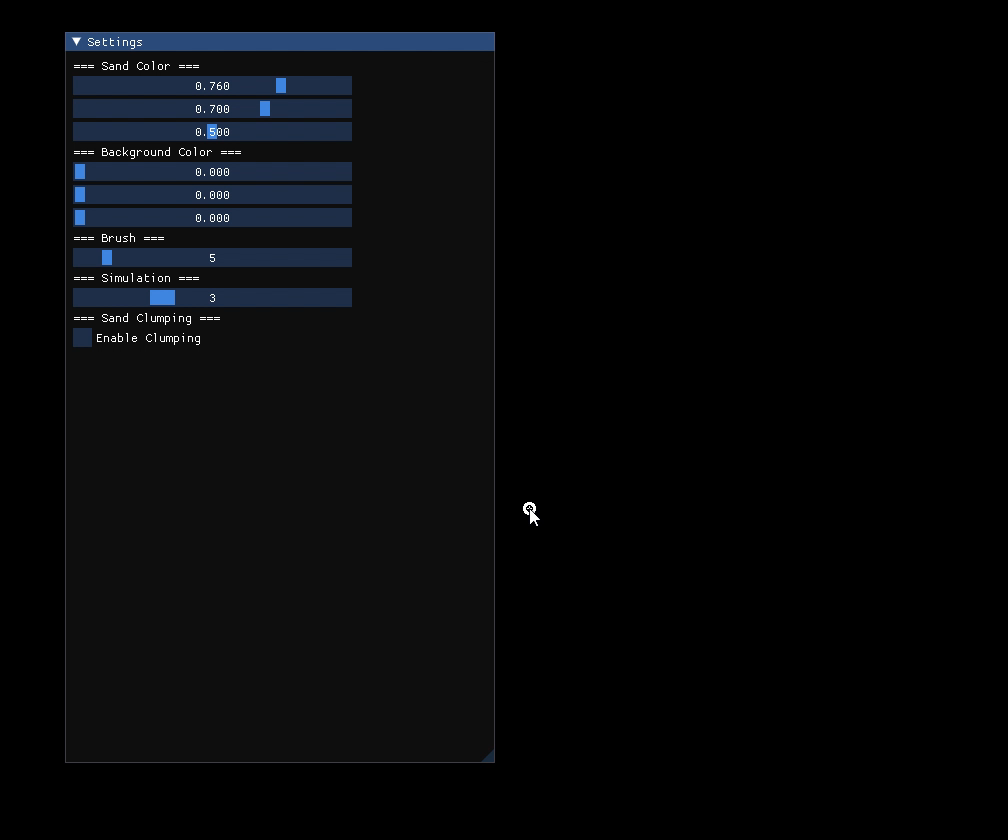 Settings
=== Sand Color ===
0.760
0.700
0.500
=== Background Color ===
0.000
0.000
0.000
=== Brush ===
5
=== Simulation ===
3
=== Sand Clumping ===
Enable Clumping